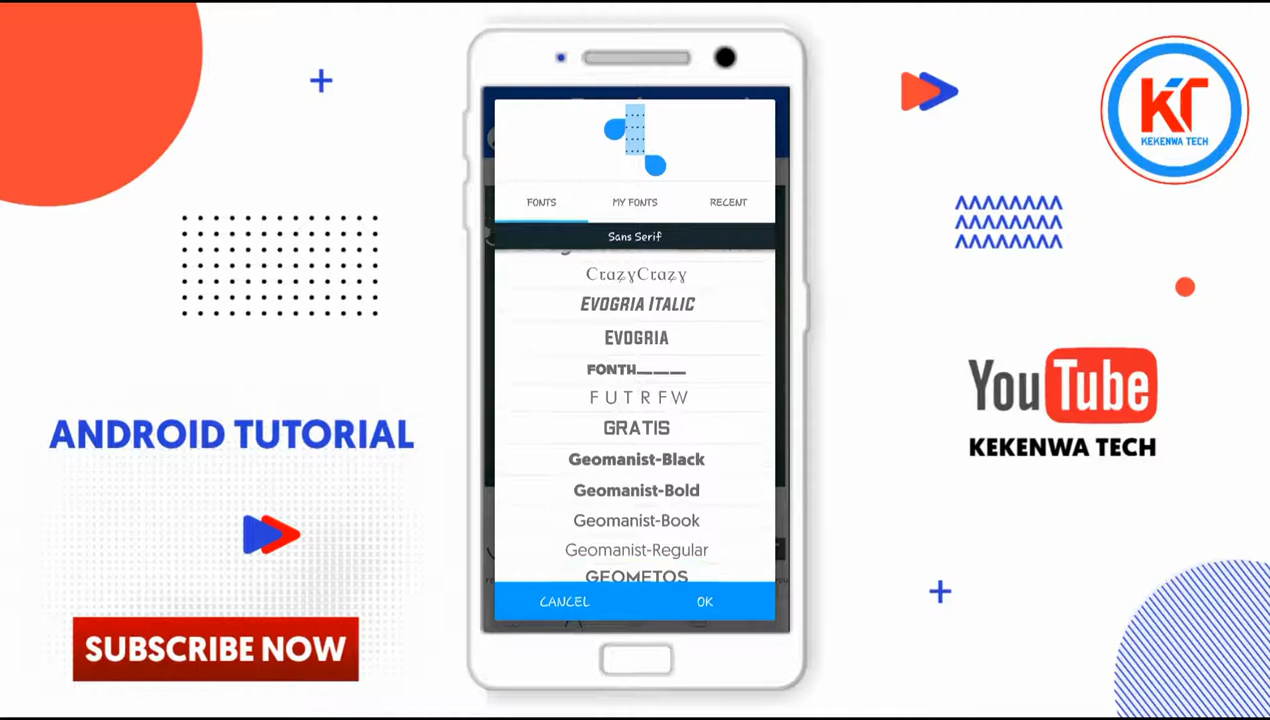 KT
KEKENWA TECH
FONTS MY FONTS RECENT
Sans Serif
CrazyCrazy
EVOGRIA ITALIC
EVOGRIA
FONTH____
FUTRFW
GRATIS
Geomanist-Black
Geomanist-Bold
Geomanist-Book
Geomanist-Regular
GEOMETOS
CANCEL OK
ANDROID TUTORIAL
SUBSCRIBE NOW
YouTube
KEKENWA TECH